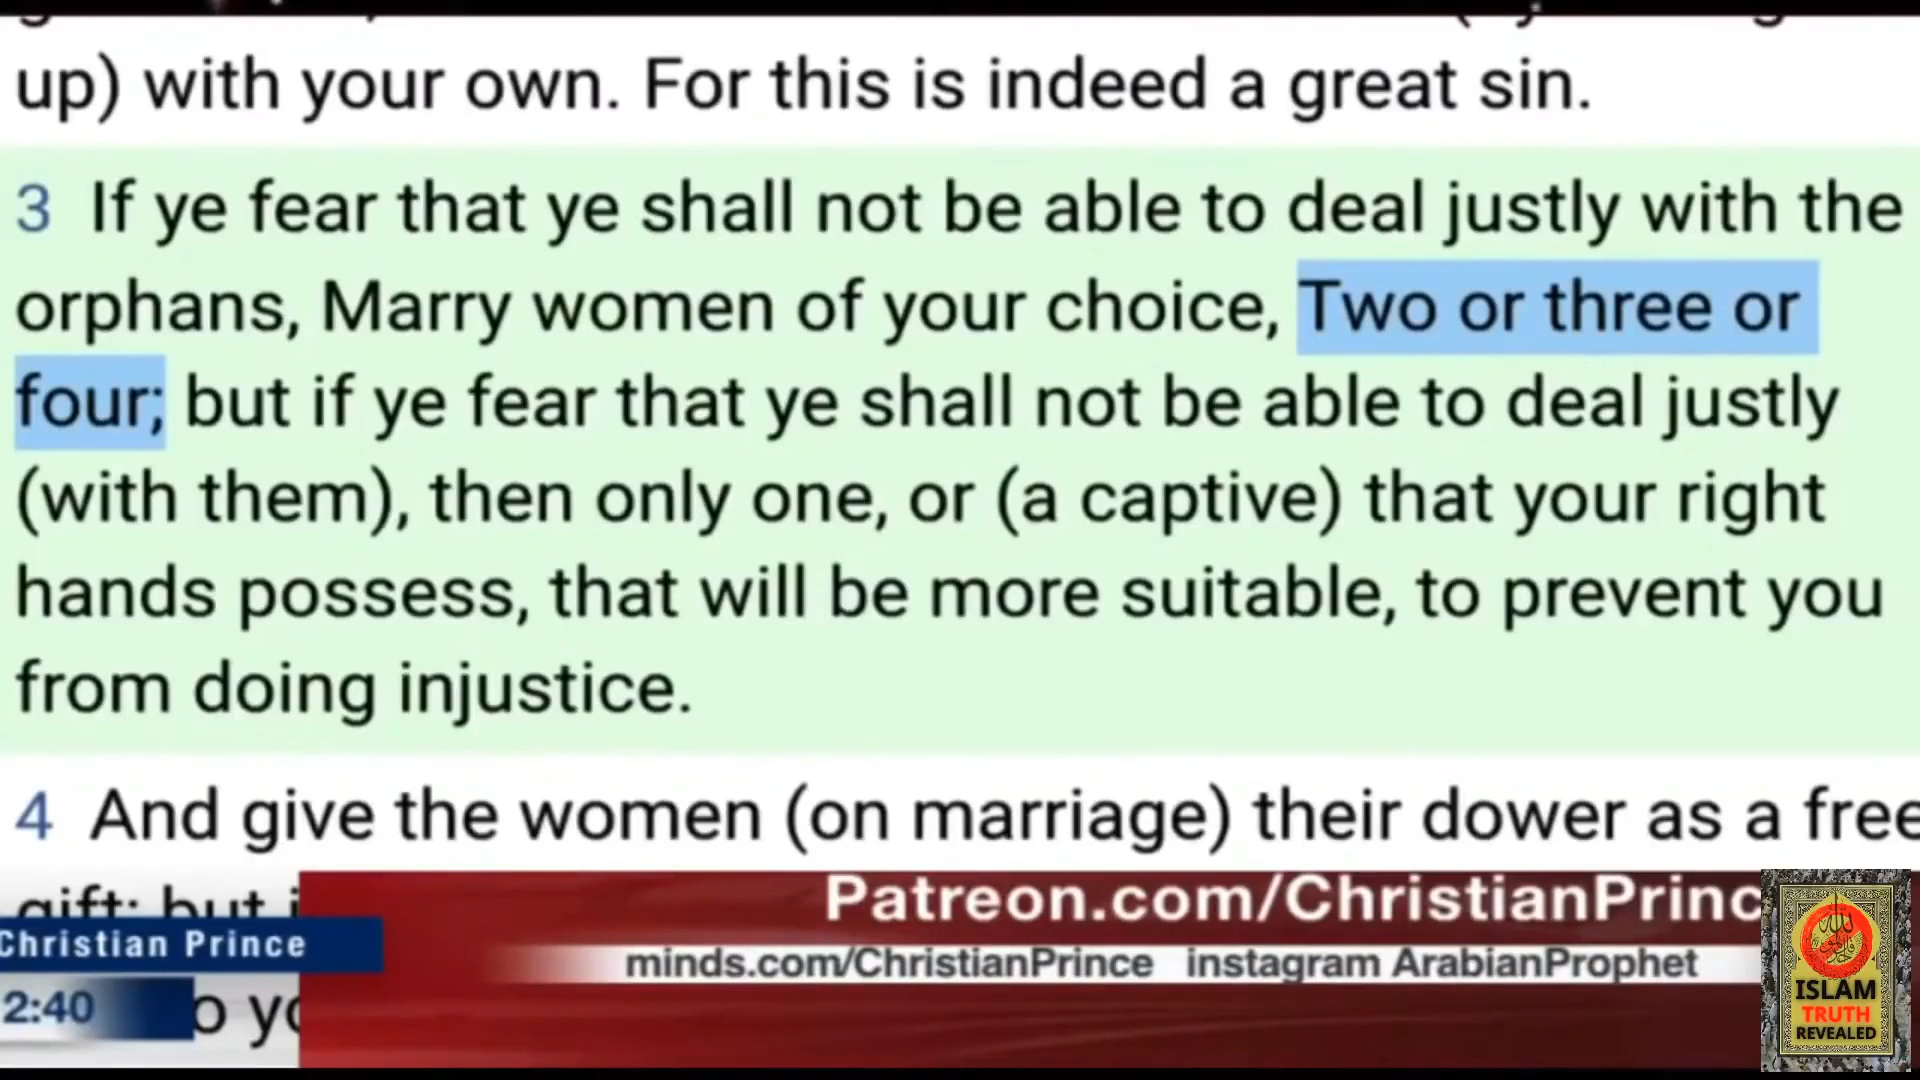 up) with your own. For this is indeed a great sin.
3 If ye fear that ye shall not be able to deal justly with the
orphans, Marry women of your choice, Two or three or
four; but if ye fear that ye shall not be able to deal justly
(with them), then only one, or (a captive) that your right
hands possess, that will be more suitable, to prevent you
from doing injustice.
4 And give the women (on marriage) their dower as a free
gift; but i
Patreon.com/ChristianPrinc
Christian Prince
minds.com/ChristianPrince instagram ArabianProphet
2:40
o yo
ISLAM
TRUTH
REVEALED